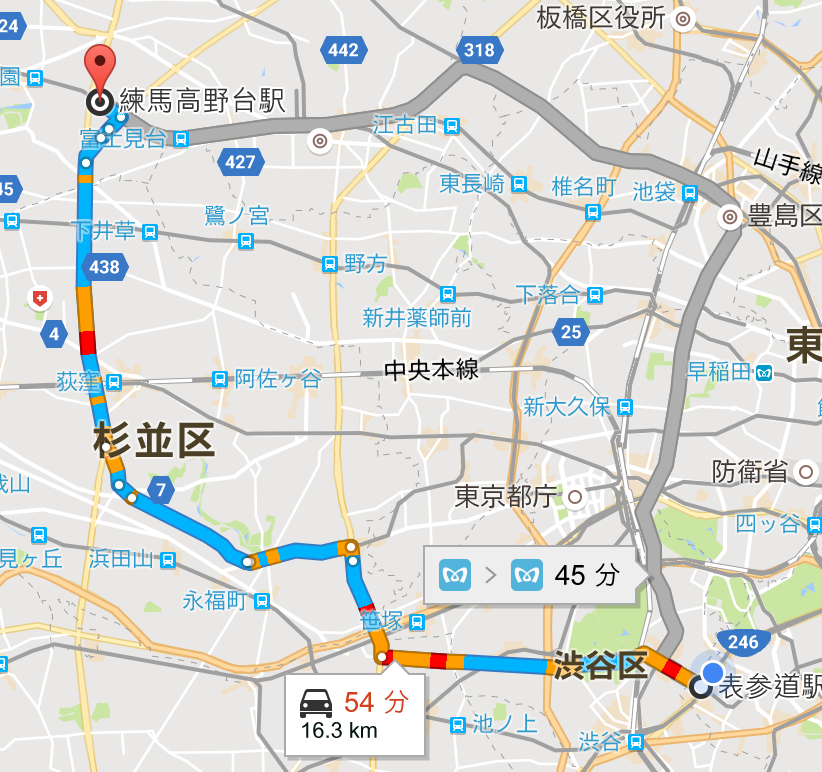 24
板橋区役所
442
318
園
練馬高野台駅
江古田
富士見台
427
山手線
45
東長崎
椎名町
池袋
豊島区
鷺ノ宮
下井草
438
野方
新井薬師前
下落合
25
4
中央本線
東
早稲田
荻窪
阿佐ヶ谷
新大久保
杉並区
防衛省
7
東京都庁
四ッ谷
見ヶ丘
浜田山
45 分
永福町
笹塚
246
渋谷区
表参道駅
54 分
16.3 km
池ノ上
渋谷